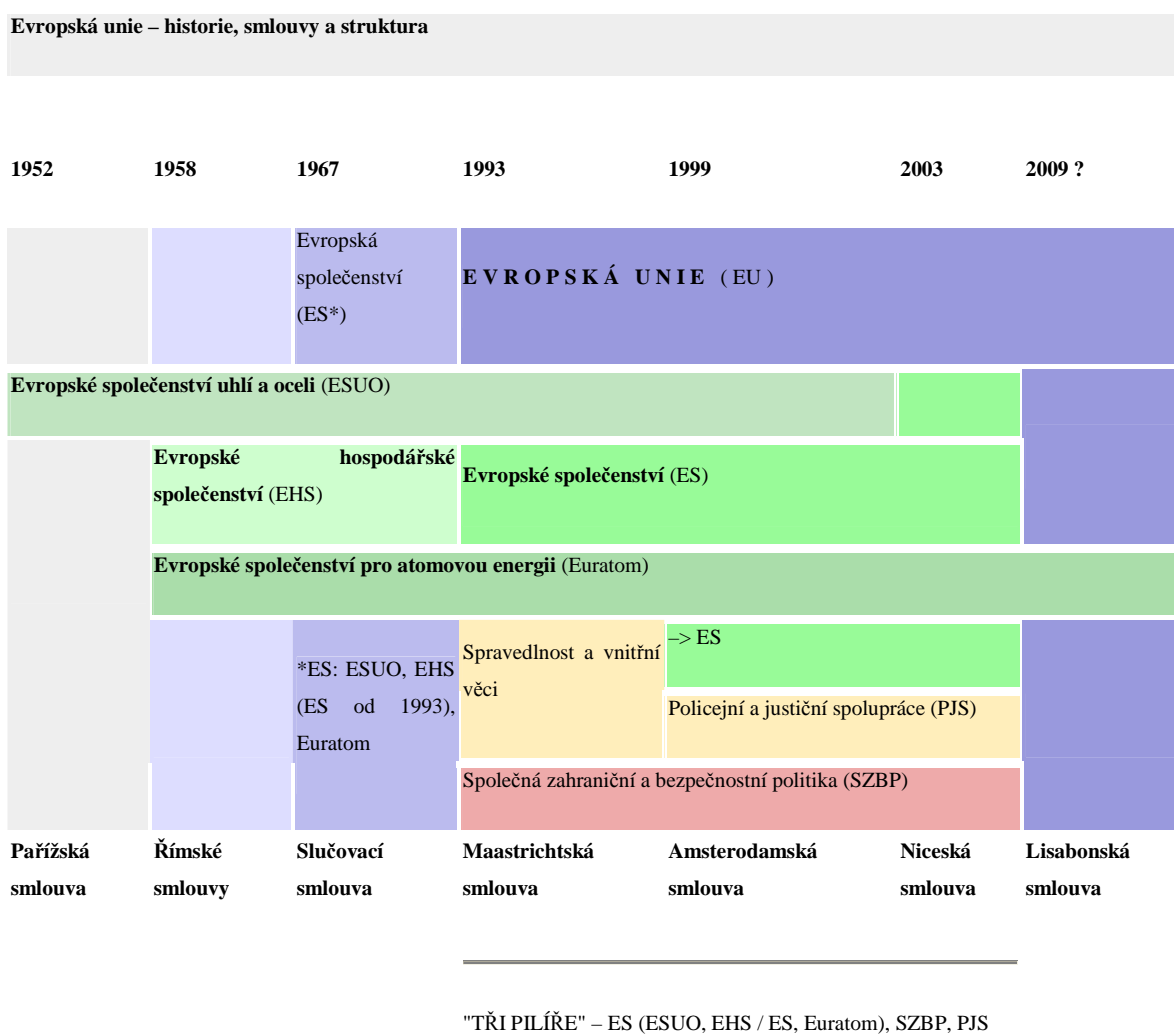 Evropská unie – historie, smlouvy a struktura
1952 1958 1967 1993 1999 2003 2009 ?
Evropská
společenství
(ES*)
E V R O P S K Á U N I E ( EU )
Evropské společenství uhlí a oceli (ESUO)
Evropské hospodářské
společenství (EHS)
Evropské společenství (ES)
Evropské společenství pro atomovou energii (Euratom)
*ES: ESUO, EHS
(ES od 1993),
Euratom
Spravedlnost a vnitřní
věci
–> ES
Policejní a justiční spolupráce (PJS)
Společná zahraniční a bezpečnostní politika (SZBP)
Pařížská
smlouva
Římské
smlouvy
Slučovací
smlouva
Maastrichtská
smlouva
Amsterodamská
smlouva
Niceská
smlouva
Lisabonská
smlouva
"TŘI PILÍŘE" – ES (ESUO, EHS / ES, Euratom), SZBP, PJS